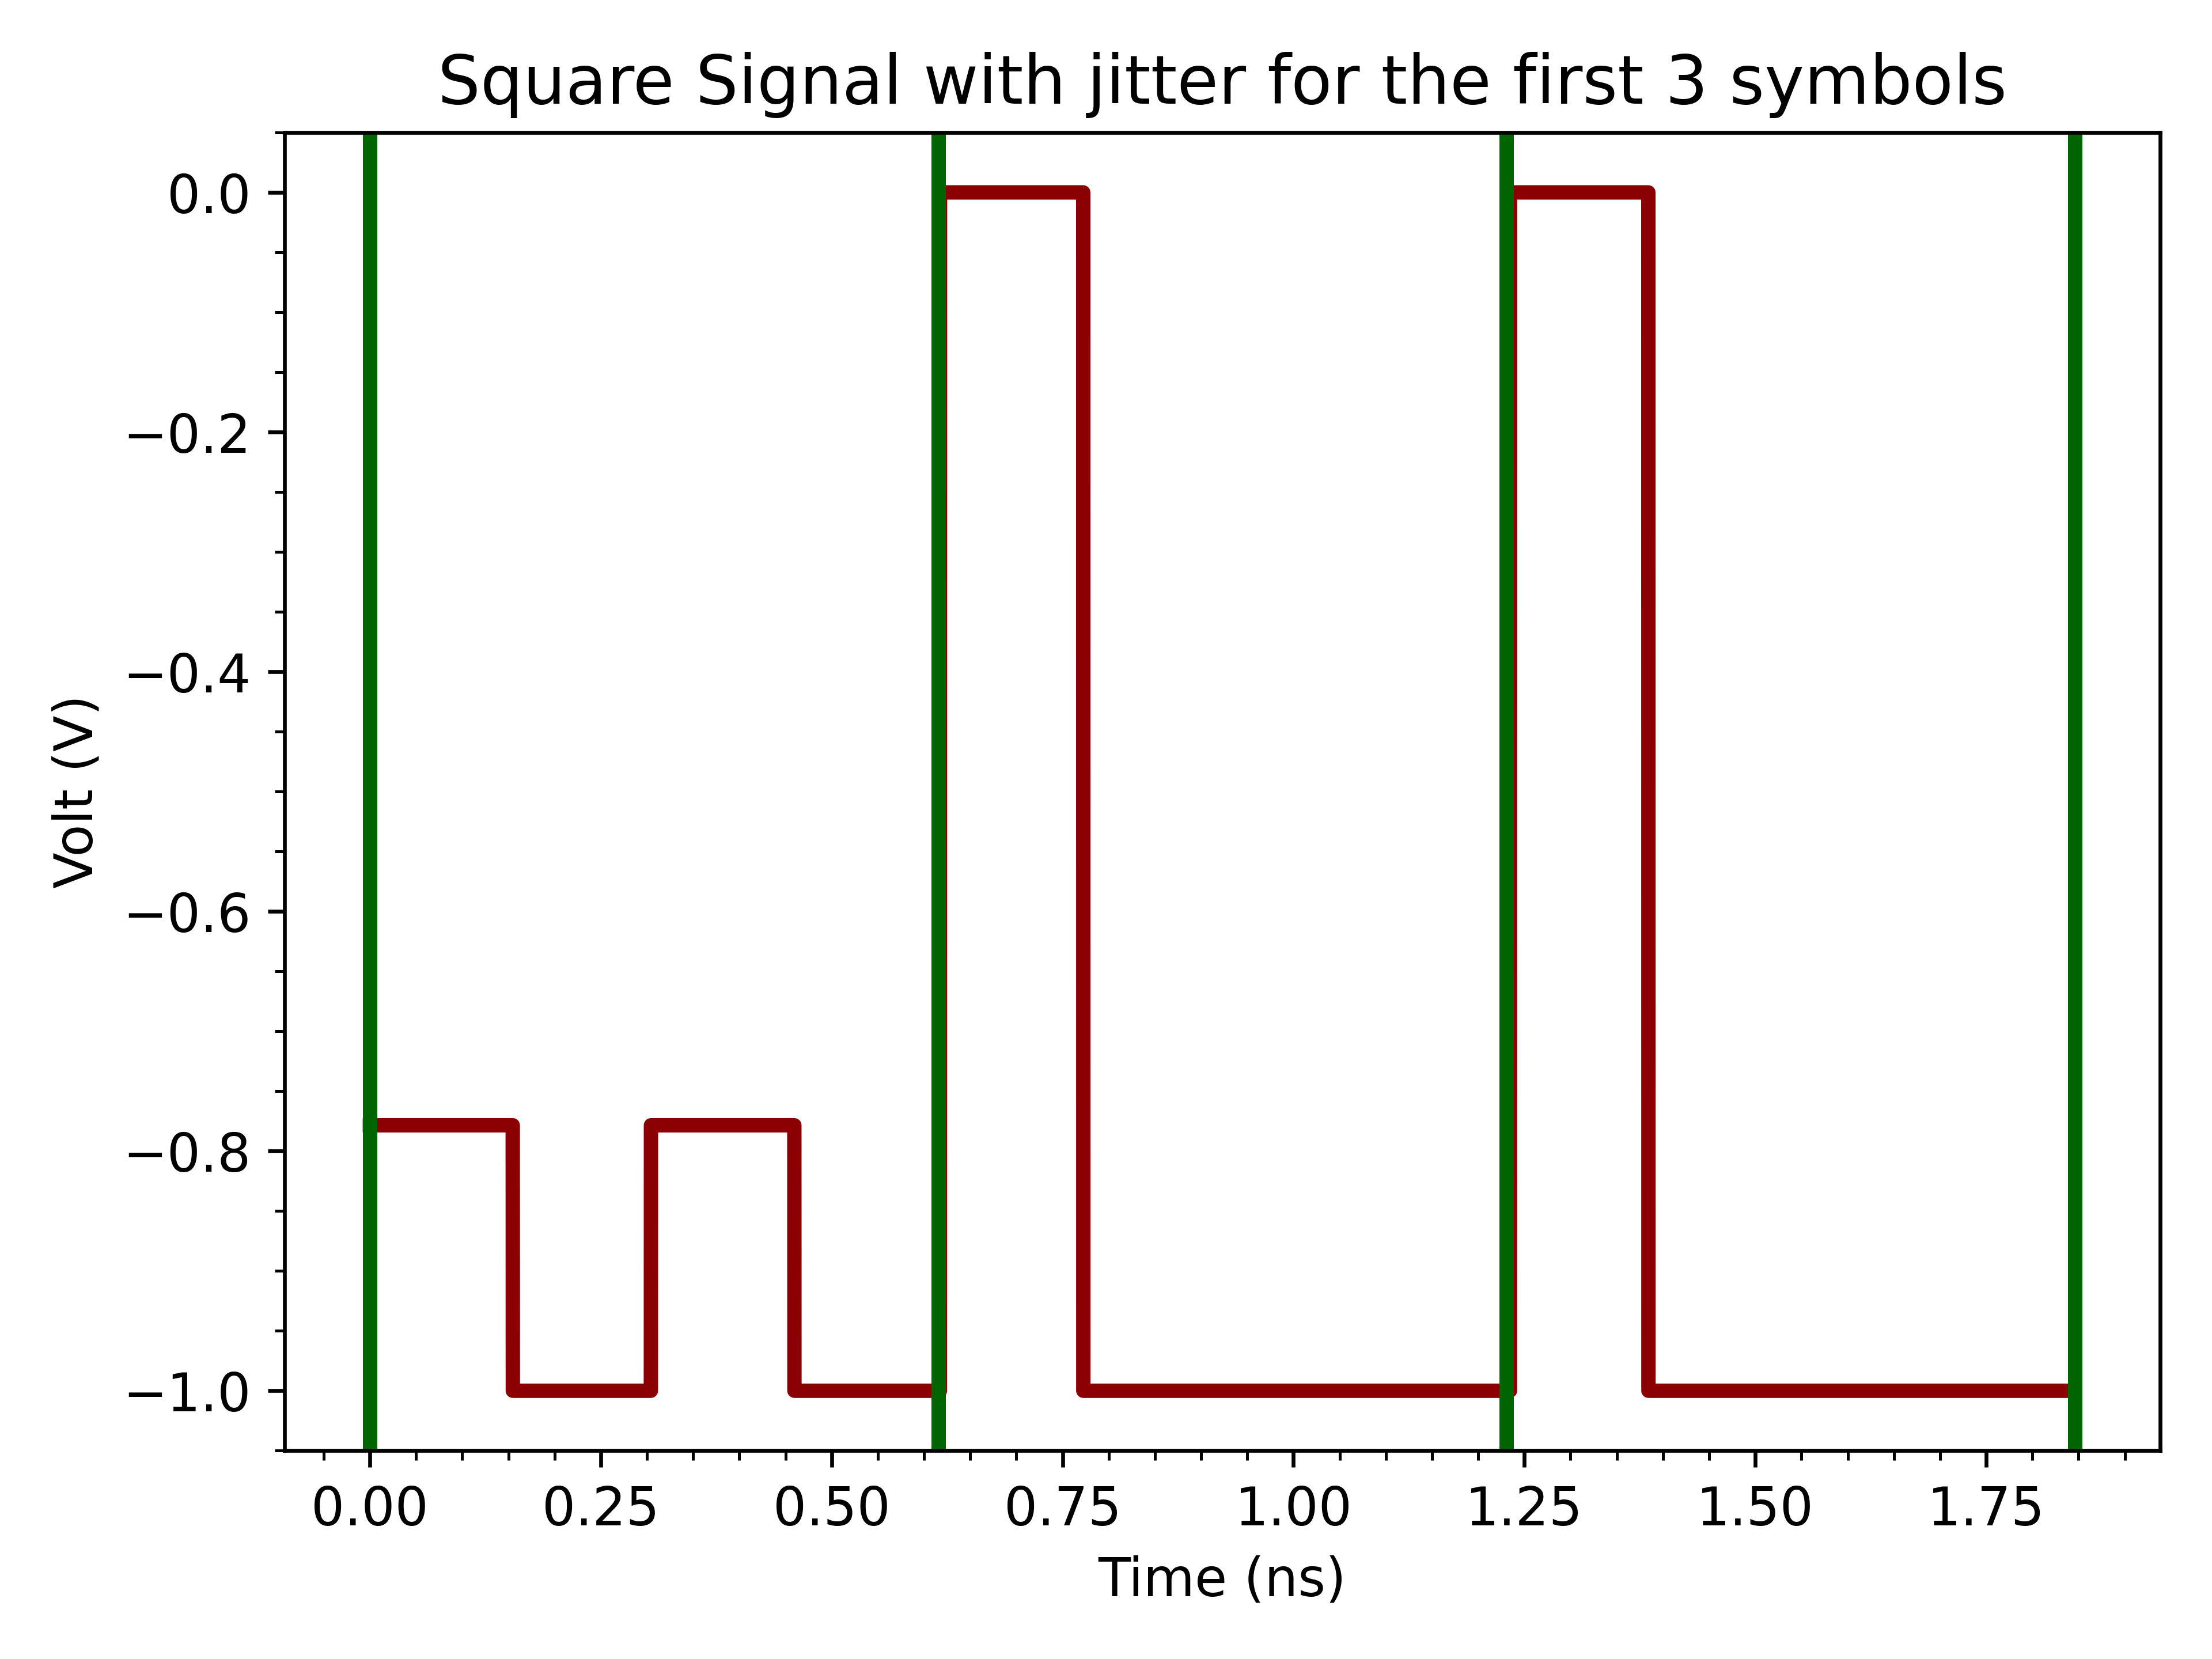 Square Signal with jitter for the first 3 symbols
0.0
−0.2
−0.4
−0.6
−0.8
−1.0
Volt (V)
0.00 0.25 0.50 0.75 1.00 1.25 1.50 1.75
Time (ns)